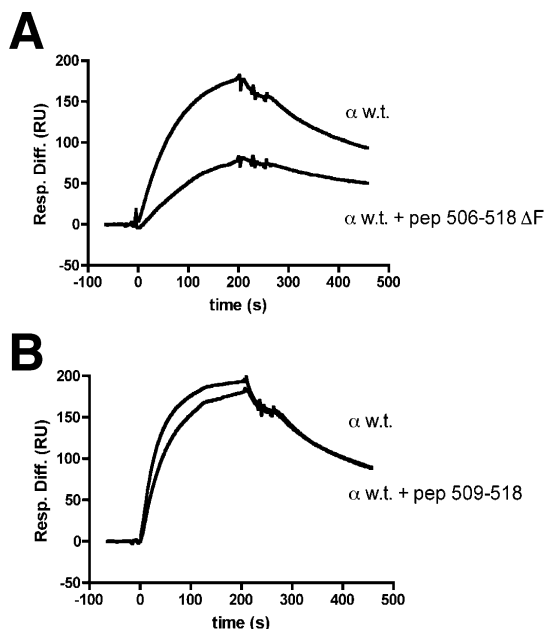 A
200
150
100
50
0
-50
Resp. Diff. (RU)
-100 0 100 200 300 400 500
time (s)
α w.t.
α w.t. + pep 506-518 ΔF
B
200
150
100
50
0
-50
Resp. Diff. (RU)
-100 0 100 200 300 400 500
time (s)
α w.t.
α w.t. + pep 509-518